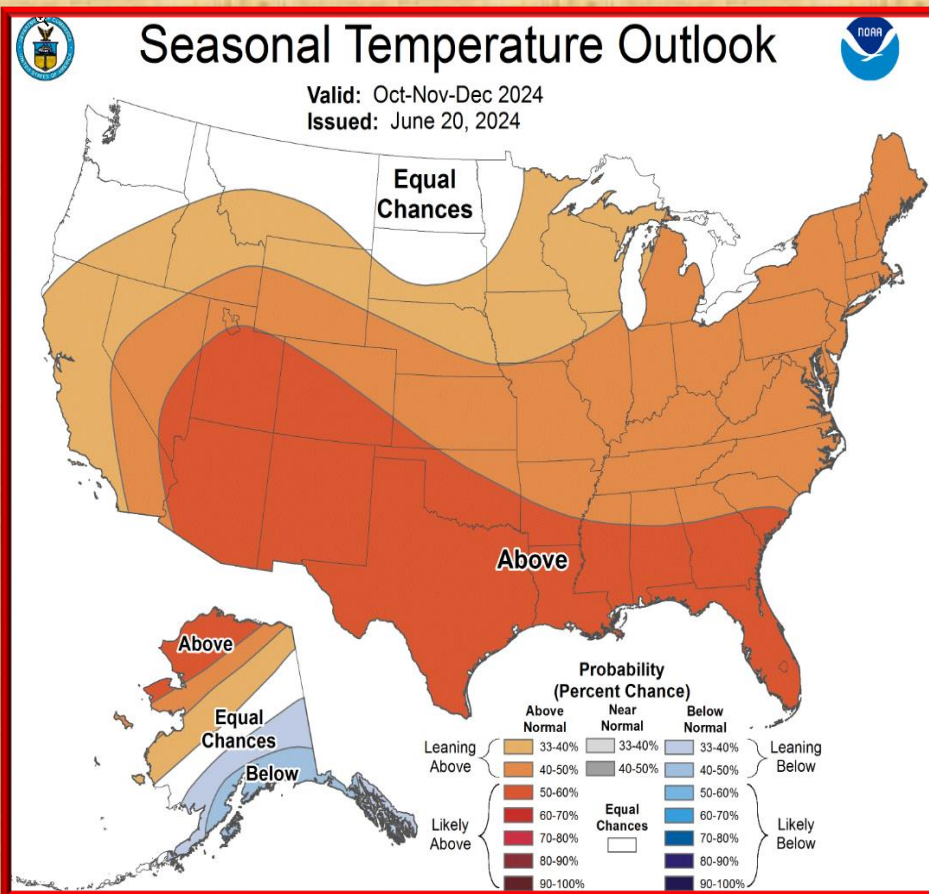 Seasonal Temperature Outlook
NOAA
Valid: Oct-Nov-Dec 2024
Issued: June 20, 2024
Equal
Chances
Above
Above
Equal
Chances
Below
Probability
(Percent Chance)
Above Near Below
Normal Normal Normal
Leaning Above 33-40% 33-40% 33-40% Leaning Below
40-50% 40-50% 40-50%
Likely Above 50-60% Equal Chances 50-60% Likely Below
60-70% 60-70%
70-80% 70-80%
80-90% 80-90%
90-100% 90-100%